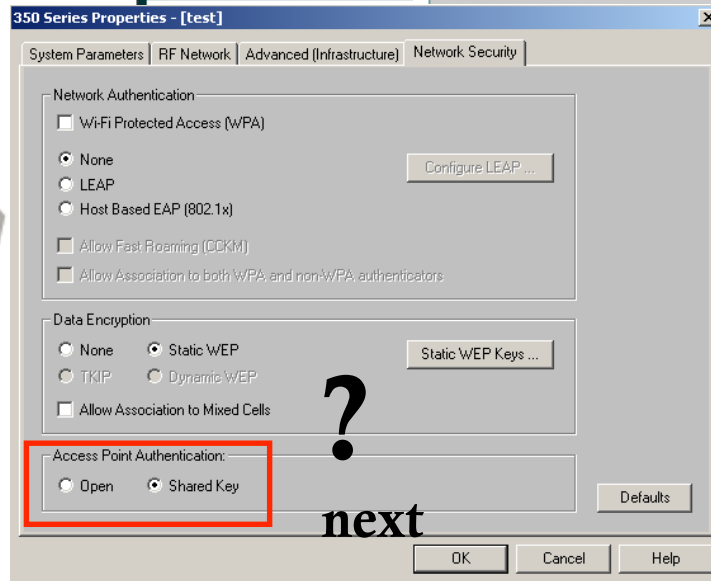 350 Series Properties - [test]
System Parameters RF Network Advanced (Infrastructure) Network Security
Network Authentication
Wi-Fi Protected Access (WPA)
None
Configure LEAP ...
LEAP
Host Based EAP (802.1x)
Allow Fast Roaming (CCKM)
Allow Association to both WPA and non-WPA authenticators
Data Encryption
None Static WEP
Static WEP Keys ...
TKIP Dynamic WEP
Allow Association to Mixed Cells
?
Access Point Authentication:
Open Shared Key
Defaults
next
OK Cancel Help